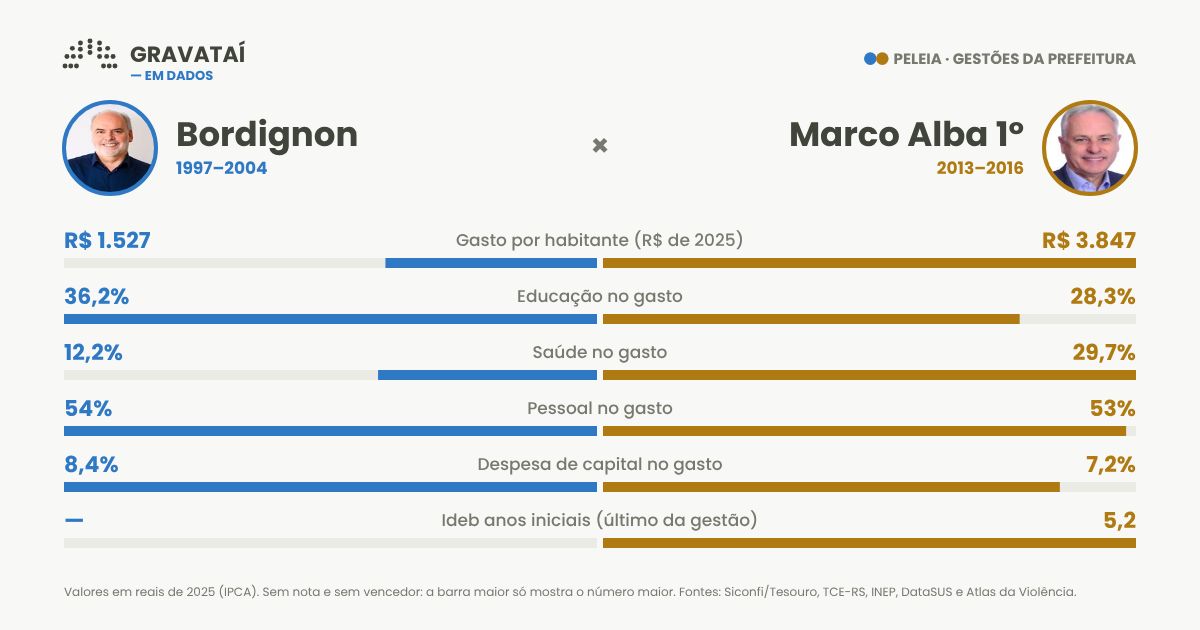 GRAVATAÍ
— EM DADOS
PELEIA · GESTÕES DA PREFEITURA
Bordignon
1997–2004
×
Marco Alba 1º
2013–2016
R$ 1.527 Gasto por habitante (R$ de 2025) R$ 3.847
36,2% Educação no gasto 28,3%
12,2% Saúde no gasto 29,7%
54% Pessoal no gasto 53%
8,4% Despesa de capital no gasto 7,2%
— Ideb anos iniciais (último da gestão) 5,2
Valores em reais de 2025 (IPCA). Sem nota e sem vencedor: a barra maior só mostra o número maior. Fontes: Siconfi/Tesouro, TCE-RS, INEP, DataSUS e Atlas da Violência.